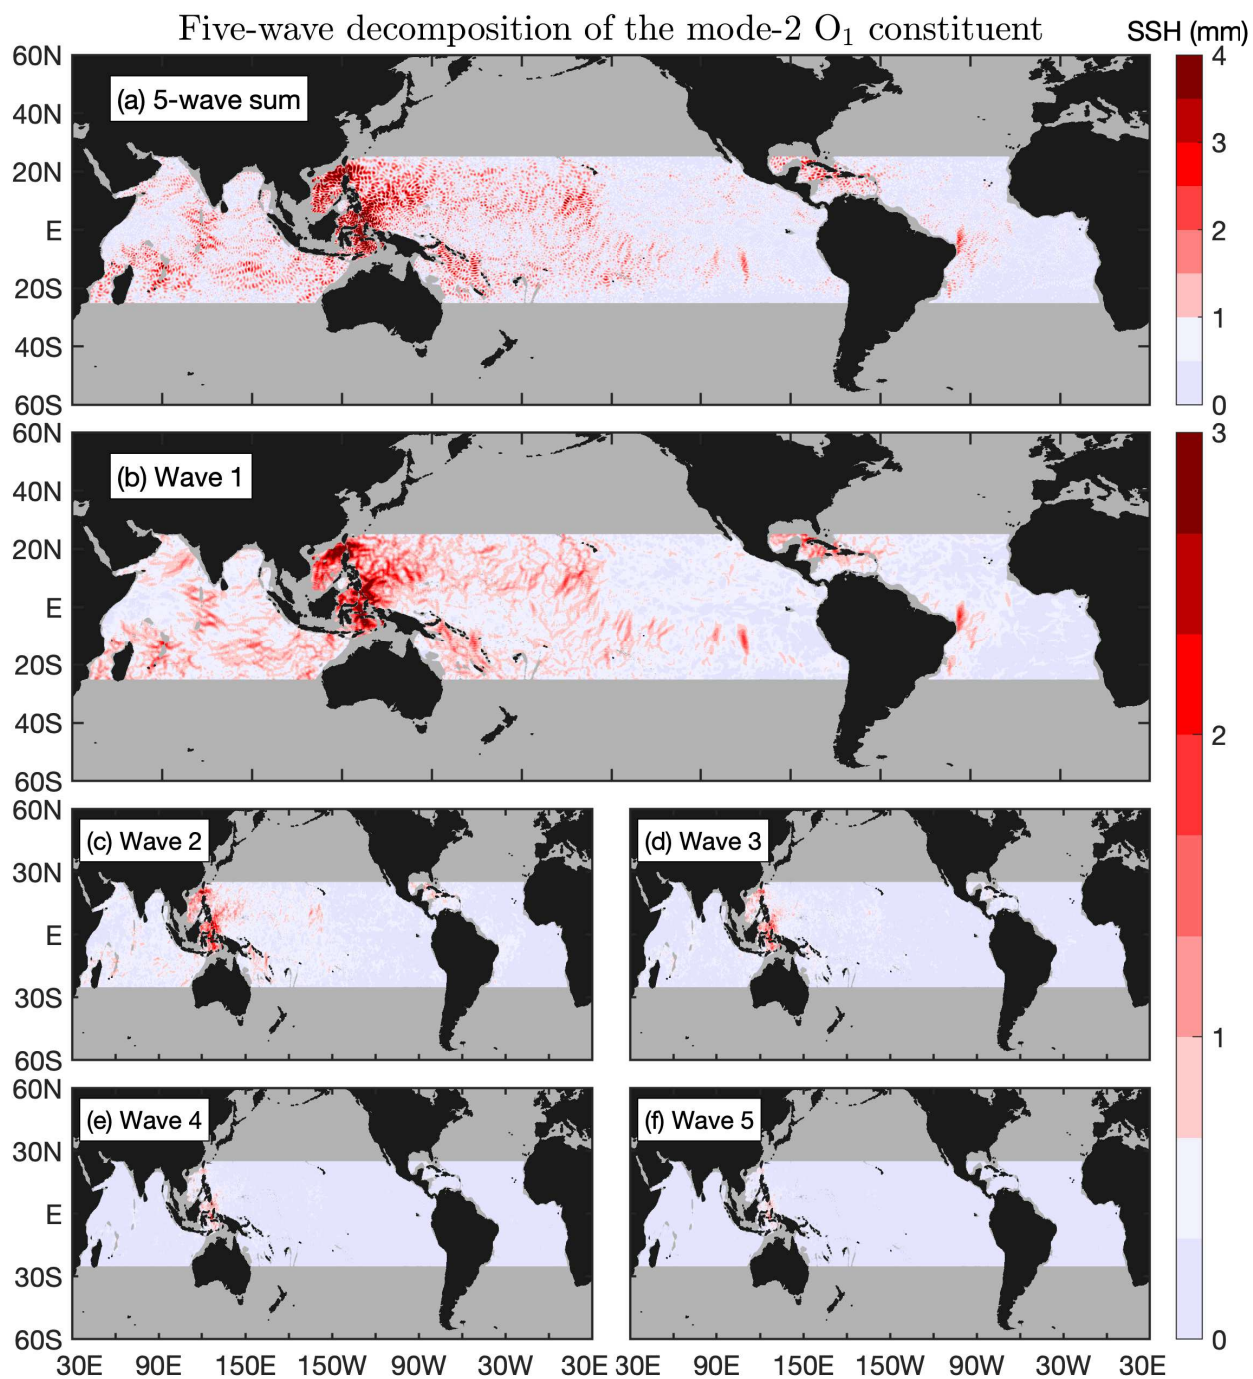 Five-wave decomposition of the mode-2 O₁ constituent
SSH (mm)
60N
(a) 5-wave sum
40N
20N
E
20S
40S
60S
4
3
2
1
0
60N
(b) Wave 1
40N
20N
E
20S
40S
60S
3
2
1
0
60N
(c) Wave 2
30N
E
30S
60S
(d) Wave 3
60N
(e) Wave 4
30N
E
30S
60S
(f) Wave 5
30E 90E 150E 150W 90W 30W 30E 30E 90E 150E 150W 90W 30W 30E